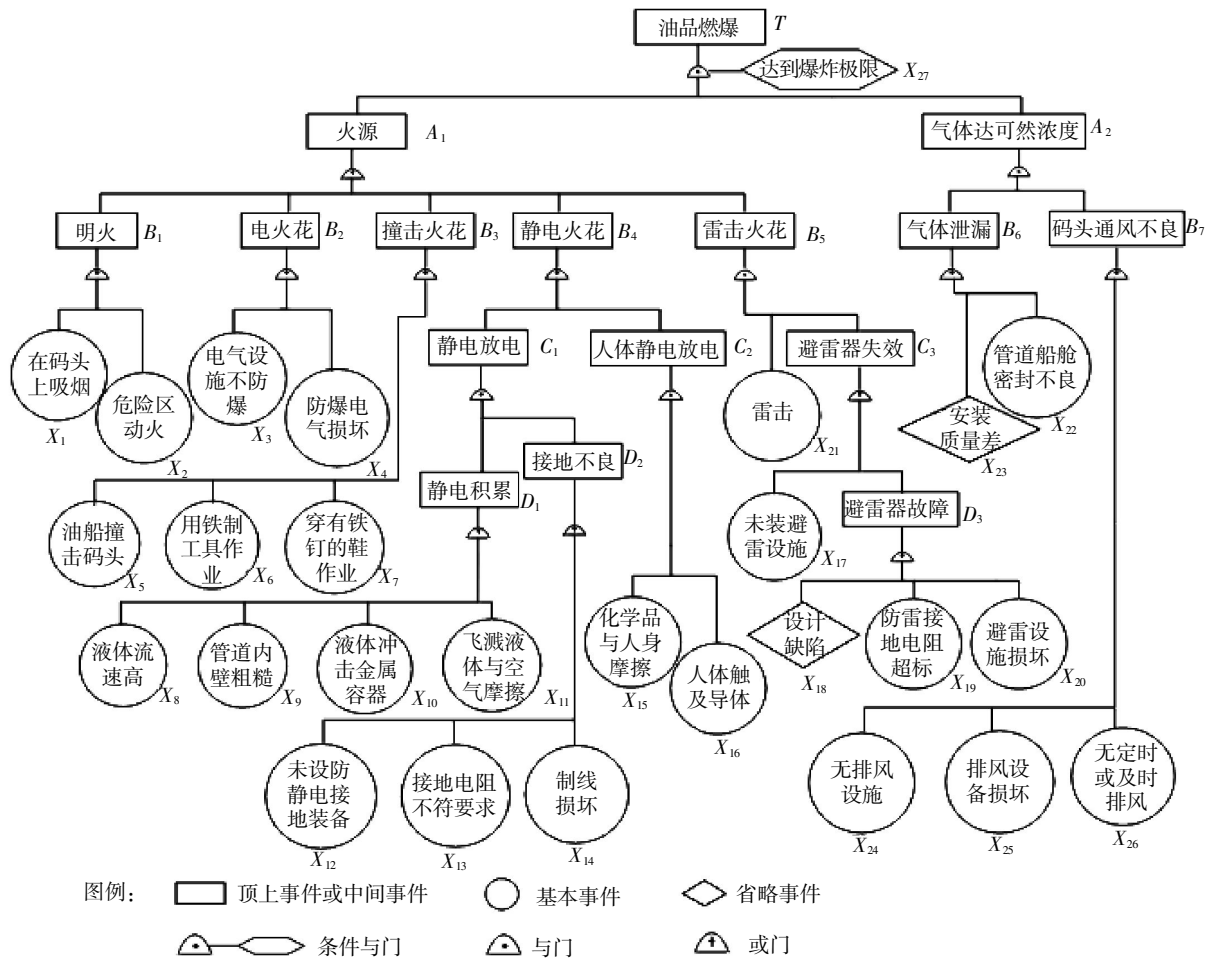 油品燃爆
T
达到爆炸极限
X27
火源
A1
气体达可然浓度
A2
明火
B1
电火花
B2
撞击火花
B3
静电火花
B4
雷击火花
B5
气体泄漏
B6
码头通风不良
B7
在码头
上吸烟
X1
危险区
动火
X2
电气设
施不防
爆
X3
防爆电
气损坏
X4
静电放电
C1
人体静电放电
C2
避雷器失效
C3
管道船舱
密封不良
X22
安装
质量差
X23
雷击
X21
接地不良
D2
静电积累
D1
避雷器故障
D3
未装避
雷设施
X17
油船撞
击码头
X5
用铁制
工具作
业
X6
穿有铁
钉的鞋作
业
X7
液体流
速高
X8
管道内
壁粗糙
X9
液体冲
击金属
容器
X10
飞溅液
体与空
气摩擦
X11
化学品
与人身
摩擦
X15
人体触
及导体
X16
设计
缺陷
X18
防雷接
地电阻
超标
X19
避雷设
施损坏
X20
未设防
静电接
地装备
X12
接地电阻
不符要求
X13
制线
损坏
X14
无排风
设施
X24
排风设
备损坏
X25
无定时
或及时
排风
X26
图例:
顶上事件或中间事件
基本事件
省略事件
条件与门
与门
或门